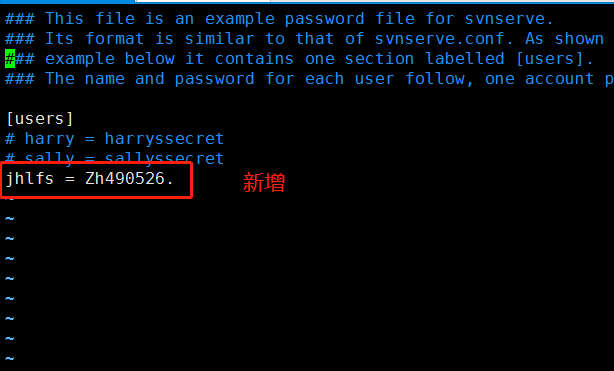 ### This file is an example password file for svnserve.
### Its format is similar to that of svnserve.conf. As shown
### example below it contains one section labelled [users].
### The name and password for each user follow, one account p
[users]
# harry = harryssecret
# sally = sallyssecret
jhlfs = Zh490526.
新增
~
~
~
~
~
~
~
~
~